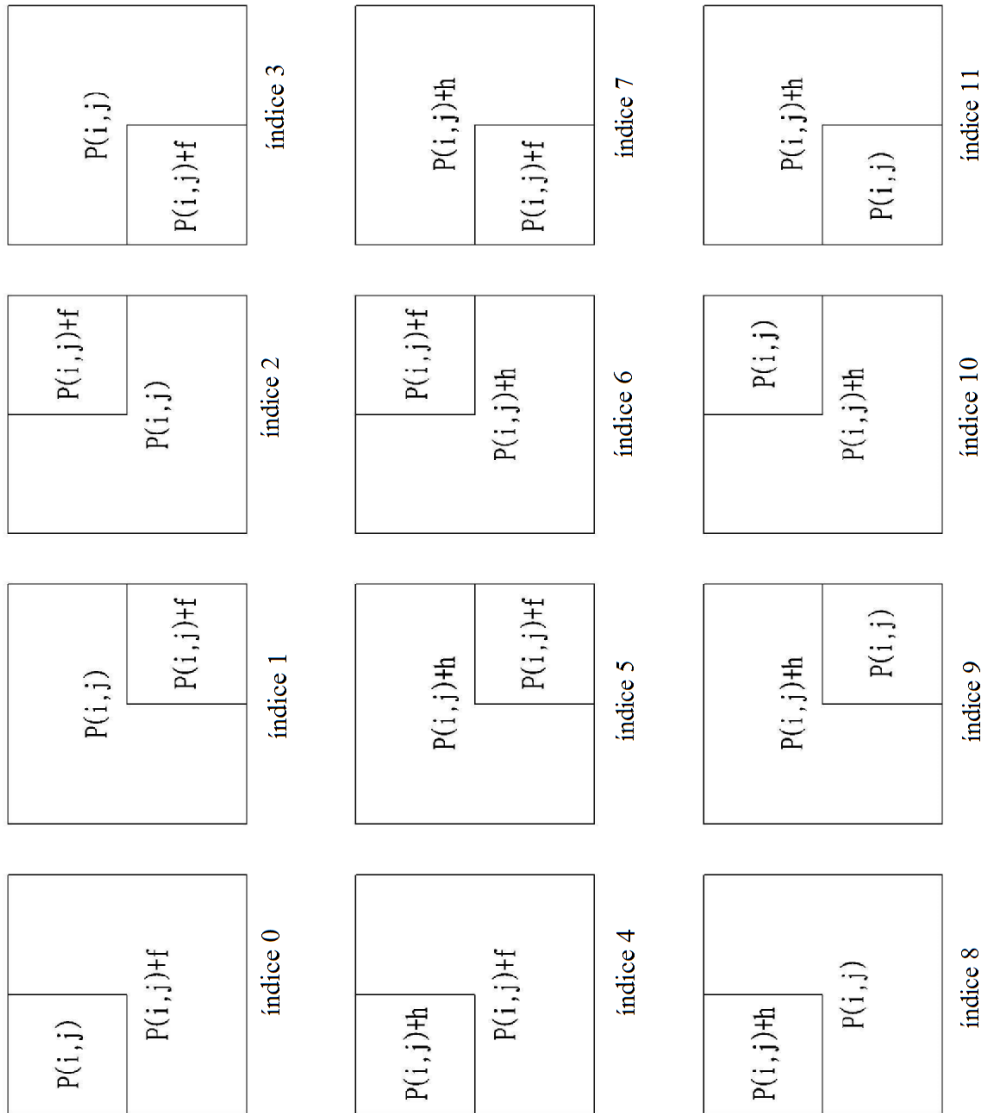 P(i,j)
P(i,j)+f
índice 0
P(i,j)
P(i,j)+f
índice 1
P(i,j)+f
P(i,j)
índice 2
P(i,j)
P(i,j)+f
índice 3
P(i,j)+h
P(i,j)+f
índice 4
P(i,j)+h
P(i,j)+f
índice 5
P(i,j)+f
P(i,j)+h
índice 6
P(i,j)+h
P(i,j)+f
índice 7
P(i,j)+h
P(i,j)
índice 8
P(i,j)+h
P(i,j)
índice 9
P(i,j)
P(i,j)+h
índice 10
P(i,j)+h
P(i,j)
índice 11